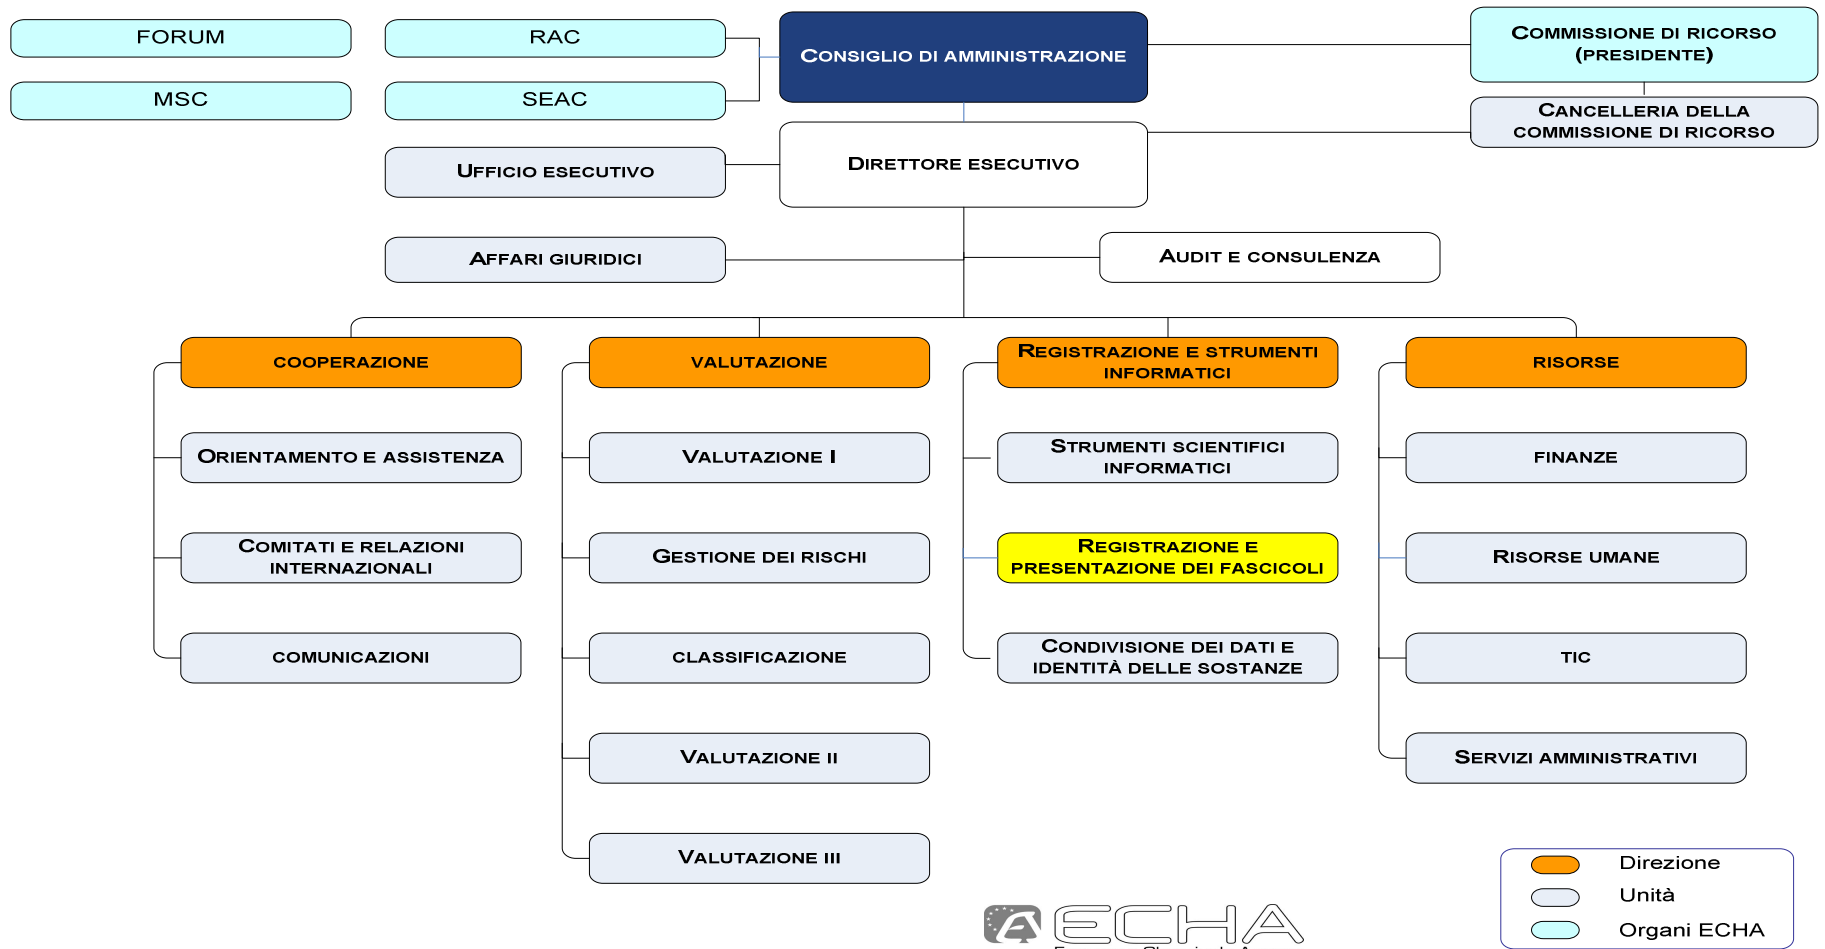 FORUM
RAC
MSC
SEAC
CONSIGLIO DI AMMINISTRAZIONE
COMMISSIONE DI RICORSO
(PRESIDENTE)
CANCELLERIA DELLA
COMMISSIONE DI RICORSO
UFFICIO ESECUTIVO
DIRETTORE ESECUTIVO
AFFARI GIURIDICI
AUDIT E CONSULENZA
COOPERAZIONE
ORIENTAMENTO E ASSISTENZA
COMITATI E RELAZIONI
INTERNAZIONALI
COMUNICAZIONI
VALUTAZIONE
VALUTAZIONE I
GESTIONE DEI RISCHI
CLASSIFICAZIONE
VALUTAZIONE II
VALUTAZIONE III
REGISTRAZIONE E STRUMENTI
INFORMATICI
STRUMENTI SCIENTIFICI
INFORMATICI
REGISTRAZIONE E
PRESENTAZIONE DEI FASCICOLI
CONDIVISIONE DEI DATI E
IDENTITÀ DELLE SOSTANZE
RISORSE
FINANZE
RISORSE UMANE
TIC
SERVIZI AMMINISTRATIVI
Direzione
Unità
Organi ECHA
ECHA